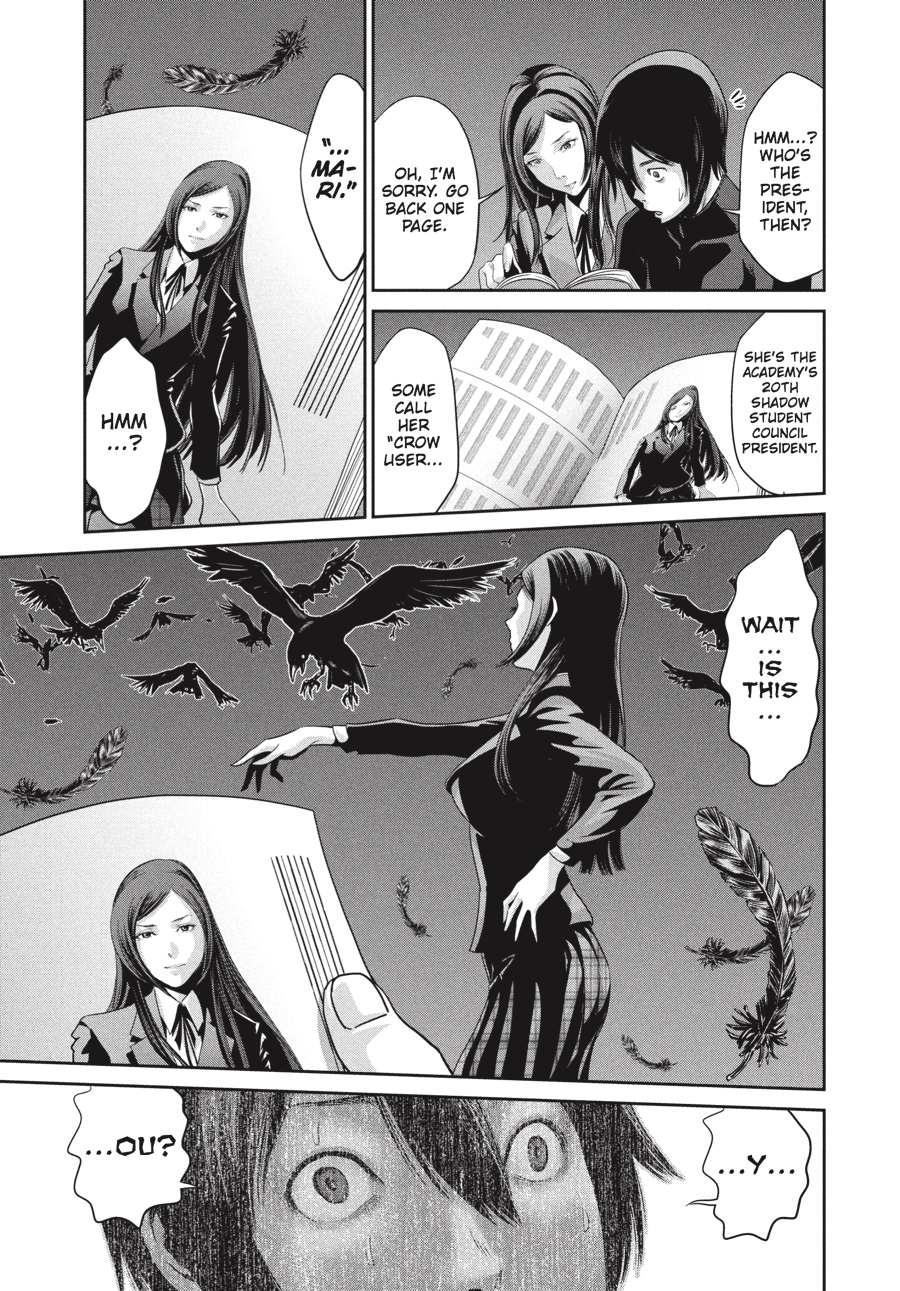 HMM...?
WHO'S
THE
PRES-
IDENT,
THEN?
OH, I'M
SORRY. GO
BACK ONE
PAGE.
SHE'S THE
ACADEMY'S
20TH
SHADOW
STUDENT
COUNCIL
PRESIDENT.
SOME
CALL
HER
"CROW
USER...
"...
MA-
RI."
HMM
...?
WAIT
...
IS
THIS
...
...Y...
...OU?